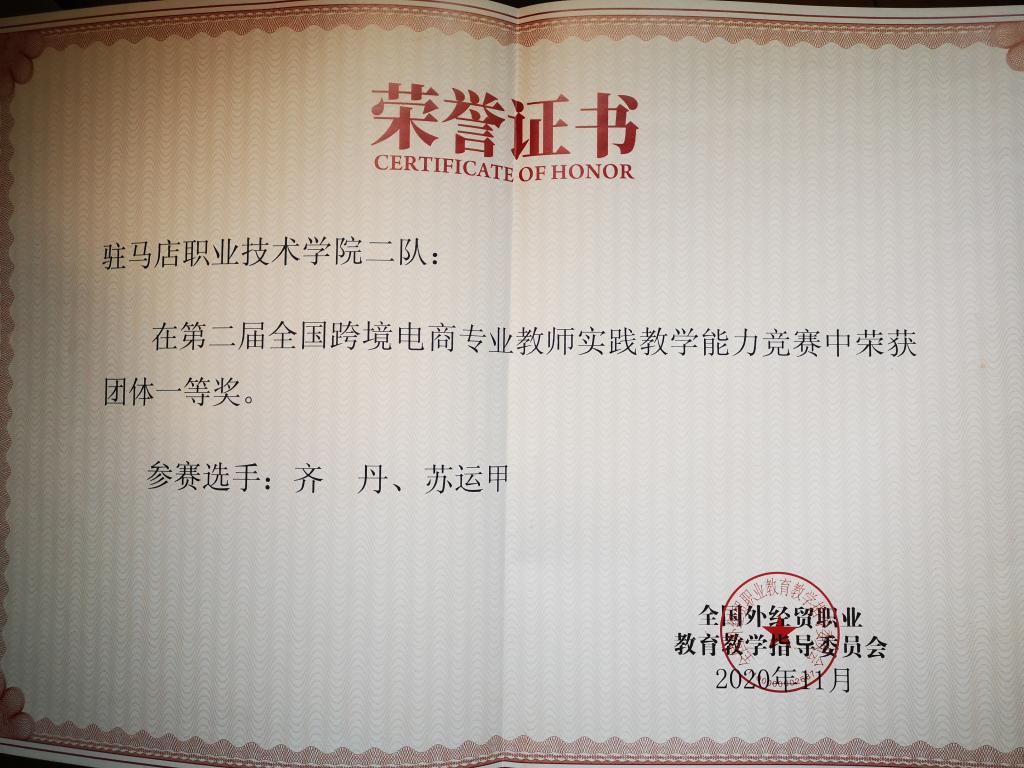 荣誉证书
CERTIFICATE OF HONOR
驻马店职业技术学院二队：
在第二届全国跨境电商专业教师实践教学能力竞赛中荣获
团体一等奖。
参赛选手：齐　丹、苏运甲
全国外经贸职业
教育教学指导委员会
2020年11月